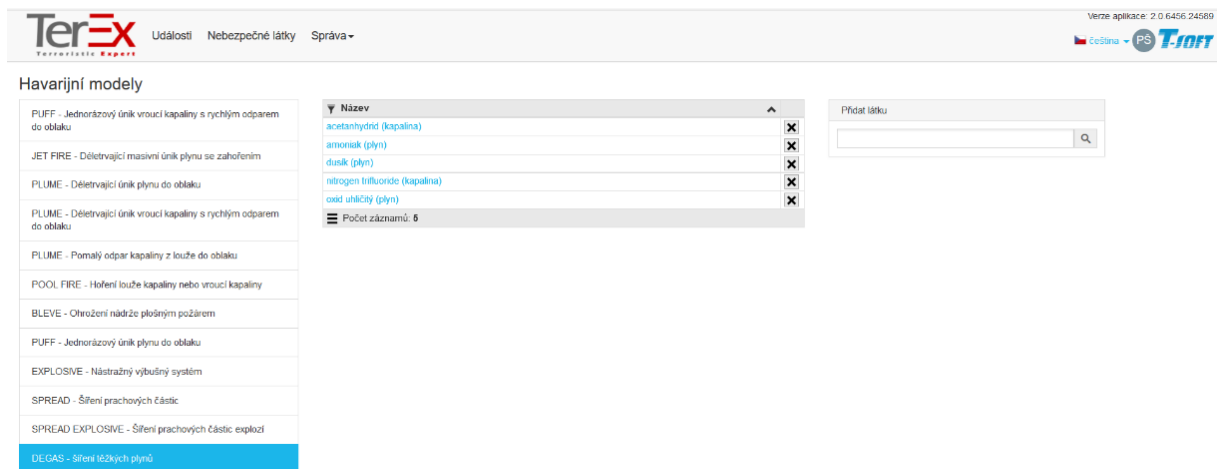 Verze aplikace: 2.0.6456.24589
TerEx
Terroristic Expert
Události Nebezpečné látky Správa
čeština PŠ T-SOFT
Havarijní modely
PUFF - Jednorázový únik vroucí kapaliny s rychlým odparem
do oblaku
JET FIRE - Déletrvající masivní únik plynu se zahořením
PLUME - Déletrvající únik plynu do oblaku
PLUME - Déletrvající únik vroucí kapaliny s rychlým odparem
do oblaku
PLUME - Pomalý odpar kapaliny z louže do oblaku
POOL FIRE - Hoření louže kapaliny nebo vroucí kapaliny
BLEVE - Ohrožení nádrže plošným požárem
PUFF - Jednorázový únik plynu do oblaku
EXPLOSIVE - Nástražný výbušný systém
SPREAD - Šíření prachových částic
SPREAD EXPLOSIVE - Šíření prachových částic explozí
DEGAS - šíření těžkých plynů
Název
acetanhydrid (kapalina)
amoniak (plyn)
dusík (plyn)
nitrogen trifluoride (kapalina)
oxid uhličitý (plyn)
Počet záznamů: 5
Přidat látku